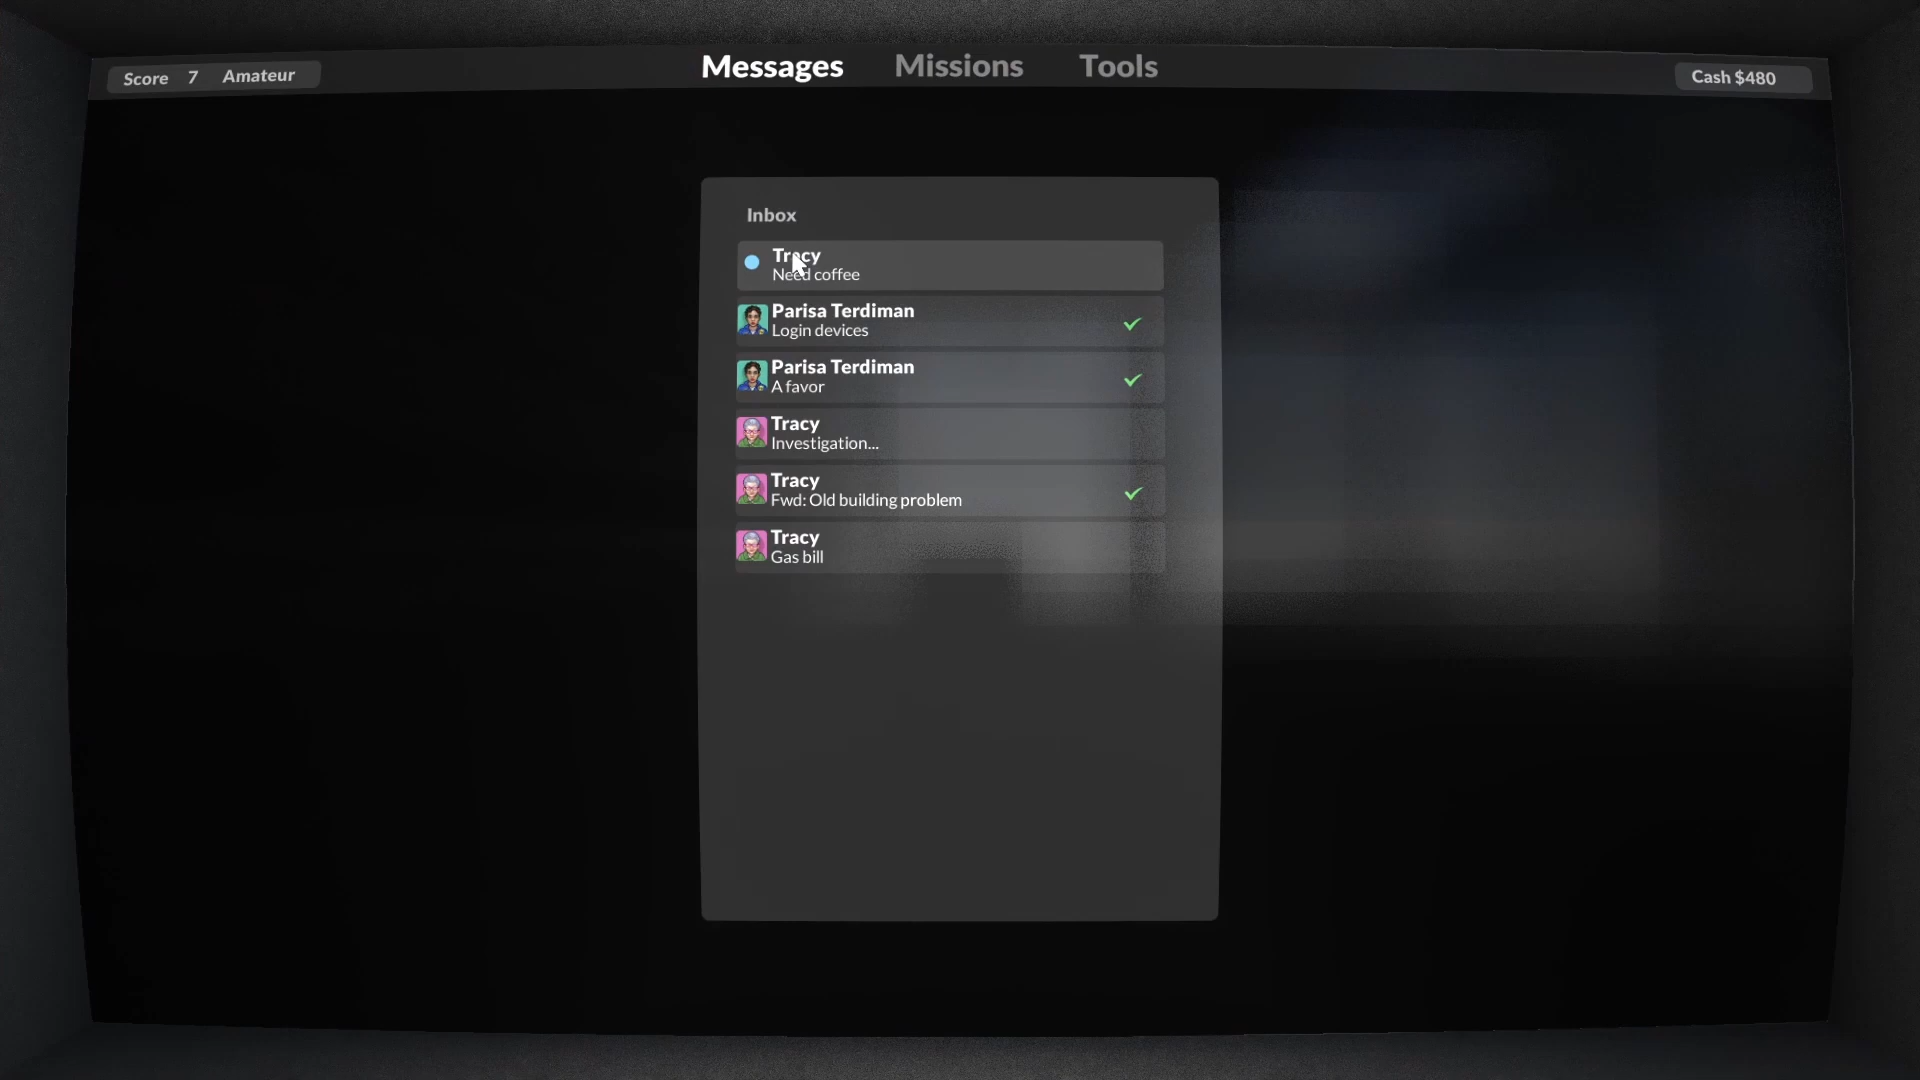 Score 7 Amateur
Messages Missions Tools
Cash $480
Inbox
Tracy
Need coffee
Parisa Terdiman
Login devices
Parisa Terdiman
A favor
Tracy
Investigation...
Tracy
Fwd: Old building problem
Tracy
Gas bill